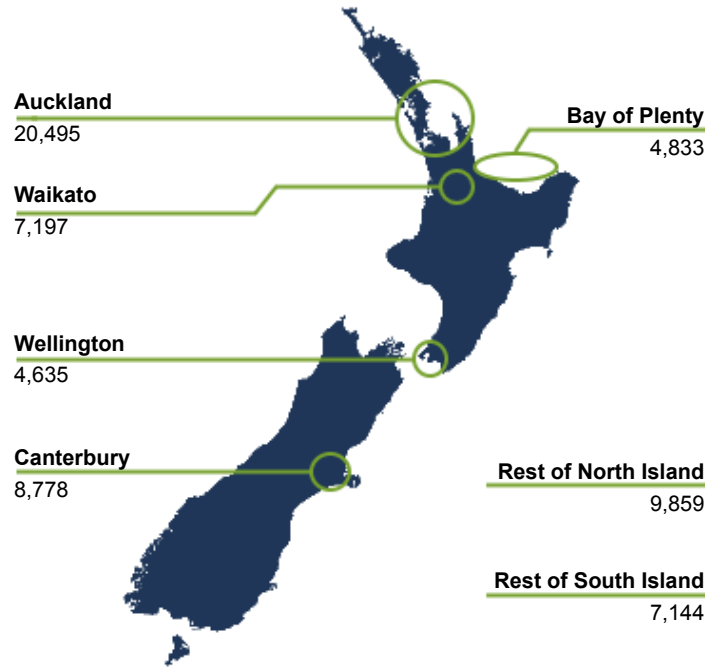 Auckland
20,495
Bay of Plenty
4,833
Waikato
7,197
Wellington
4,635
Canterbury
8,778
Rest of North Island
9,859
Rest of South Island
7,144